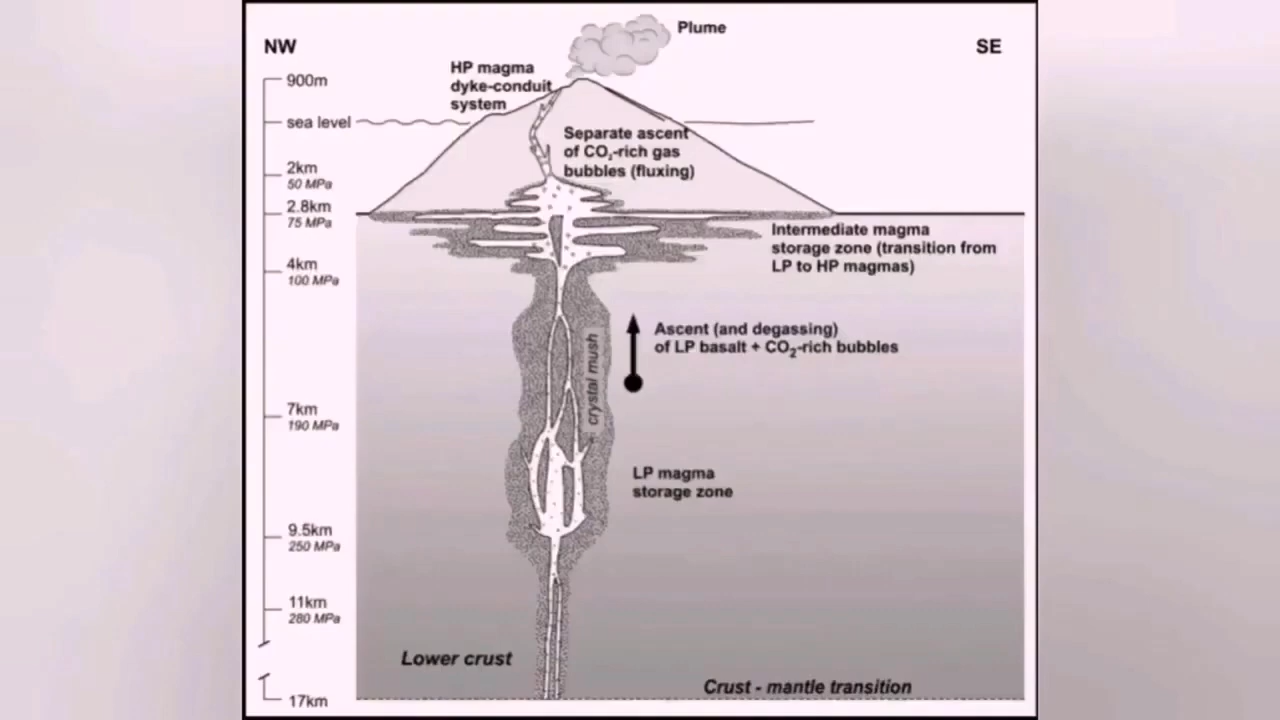 Plume
NW
SE
HP magma
dyke-conduit
system
900m
sea level
Separate ascent
of CO₂-rich gas
bubbles (fluxing)
2km
50 MPa
2.8km
75 MPa
Intermediate magma
storage zone (transition from
LP to HP magmas)
4km
100 MPa
Ascent (and degassing)
of LP basalt + CO₂-rich bubbles
crystal mush
7km
190 MPa
LP magma
storage zone
9.5km
250 MPa
11km
280 MPa
Lower crust
Crust - mantle transition
17km